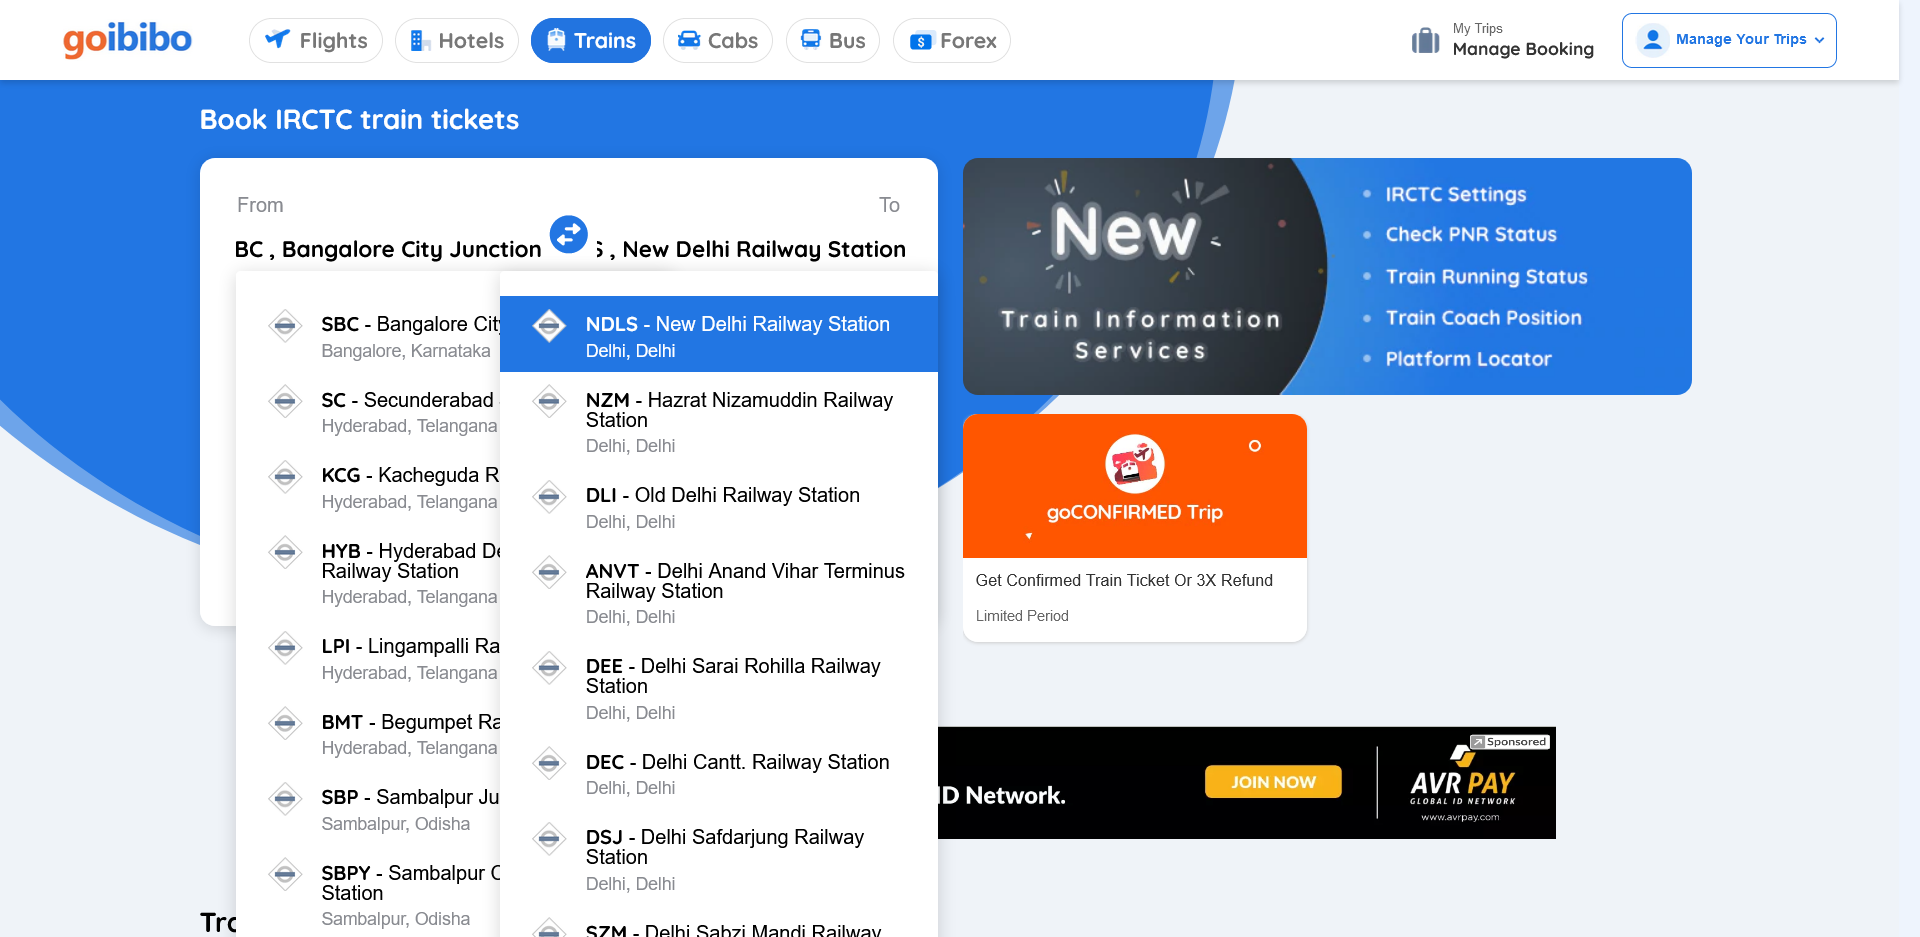 goibibo
Flights
Hotels
Trains
Cabs
Bus
Forex
My Trips
Manage Booking
Manage Your Trips
Book IRCTC train tickets
From
To
BC , Bangalore City Junction
S , New Delhi Railway Station
SBC - Bangalore City
Bangalore, Karnataka
SC - Secunderabad
Hyderabad, Telangana
KCG - Kacheguda R
Hyderabad, Telangana
HYB - Hyderabad De
Railway Station
Hyderabad, Telangana
LPI - Lingampalli Ra
Hyderabad, Telangana
BMT - Begumpet Ra
Hyderabad, Telangana
SBP - Sambalpur Ju
Sambalpur, Odisha
SBPY - Sambalpur C
Station
Sambalpur, Odisha
NDLS - New Delhi Railway Station
Delhi, Delhi
NZM - Hazrat Nizamuddin Railway
Station
Delhi, Delhi
DLI - Old Delhi Railway Station
Delhi, Delhi
ANVT - Delhi Anand Vihar Terminus
Railway Station
Delhi, Delhi
DEE - Delhi Sarai Rohilla Railway
Station
Delhi, Delhi
DEC - Delhi Cantt. Railway Station
Delhi, Delhi
DSJ - Delhi Safdarjung Railway
Station
Delhi, Delhi
SZM - Delhi Sabzi Mandi Railway
New
Train Information
Services
• IRCTC Settings
• Check PNR Status
• Train Running Status
• Train Coach Position
• Platform Locator
goCONFIRMED Trip
Get Confirmed Train Ticket Or 3X Refund
Limited Period
ID Network.
JOIN NOW
Sponsored
AVR PAY
GLOBAL ID NETWORK
www.avrpay.com
Tra